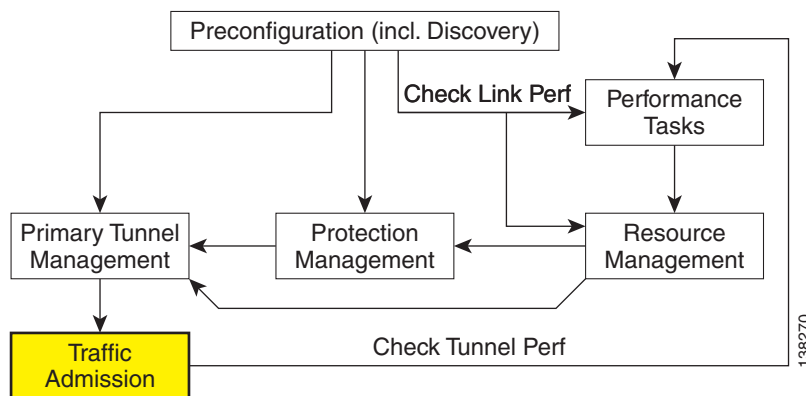 Preconfiguration (incl. Discovery)
Check Link Perf
Performance
Tasks
Primary Tunnel
Management
Protection
Management
Resource
Management
Traffic
Admission
Check Tunnel Perf
138270